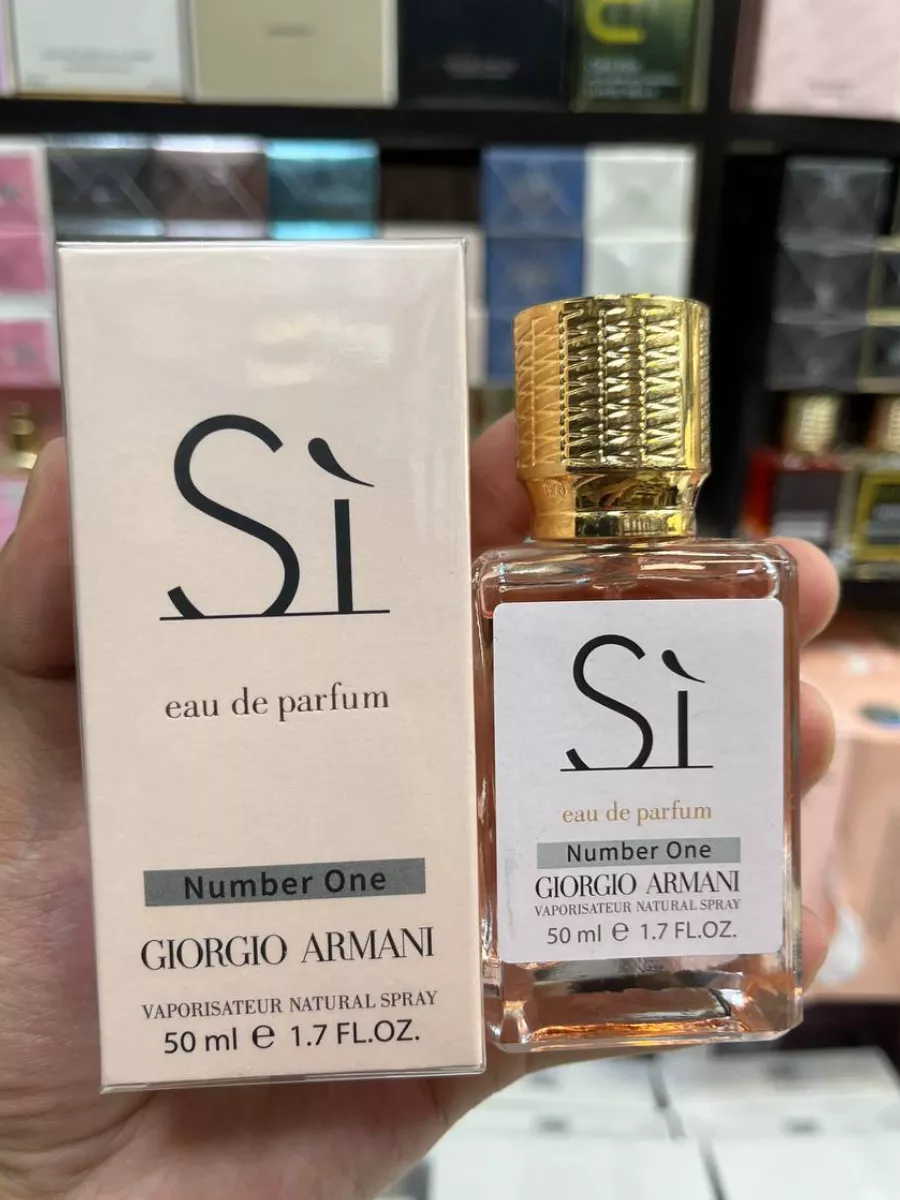 Sì
eau de parfum
Number One
GIORGIO ARMANI
VAPORISATEUR NATURAL SPRAY
50 ml e 1.7 FL.OZ.
Sì
eau de parfum
Number One
GIORGIO ARMANI
VAPORISATEUR NATURAL SPRAY
50 ml e 1.7 FL.OZ.